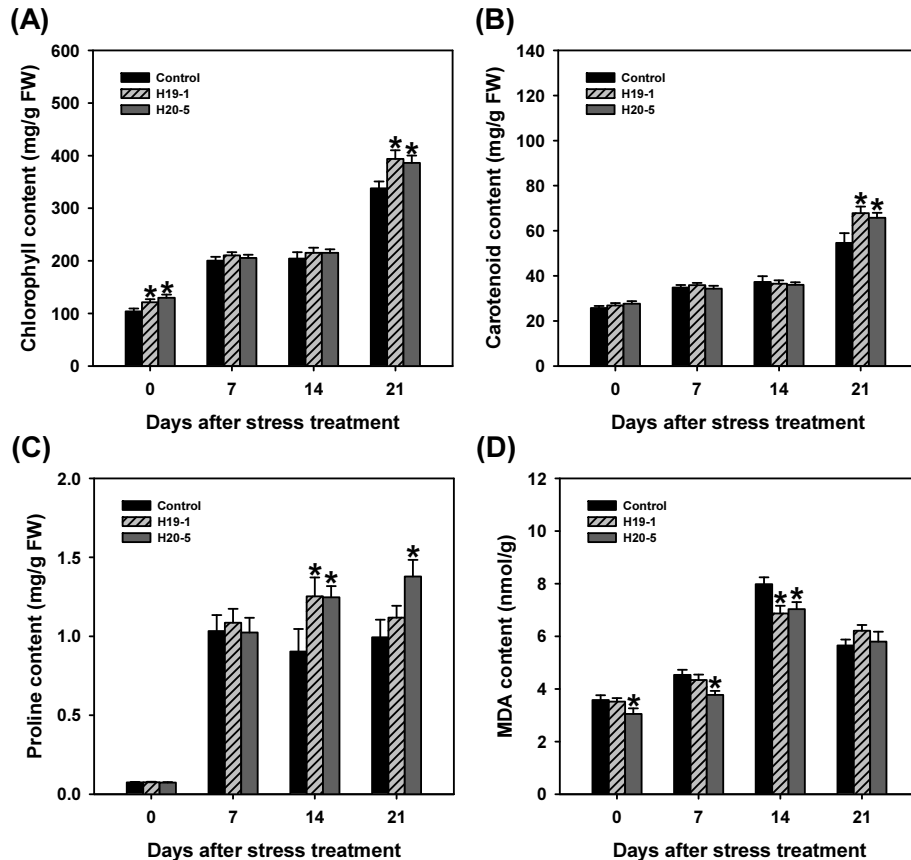 (A)
Chlorophyll content (mg/g FW)
600
500
400
300
200
100
0
Control
H19-1
H20-5
* *
* *
0 7 14 21
Days after stress treatment
(B)
Carotenoid content (mg/g FW)
140
120
100
80
60
40
20
0
Control
H19-1
H20-5
* *
0 7 14 21
Days after stress treatment
(C)
Proline content (mg/g FW)
2.0
1.5
1.0
0.5
0.0
Control
H19-1
H20-5
* *
*
0 7 14 21
Days after stress treatment
(D)
MDA content (nmol/g)
12
10
8
6
4
2
0
Control
H19-1
H20-5
*
*
* *
0 7 14 21
Days after stress treatment